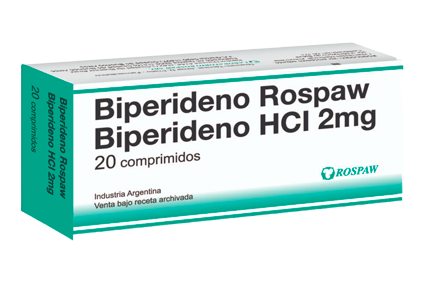 Biperideno Rospaw
Biperideno HCl 2mg
20 comprimidos
Industria Argentina
Venta bajo receta archivada
ROSPAW
Biperideno Rospaw
Biperideno HCl 2mg
20 comprimidos